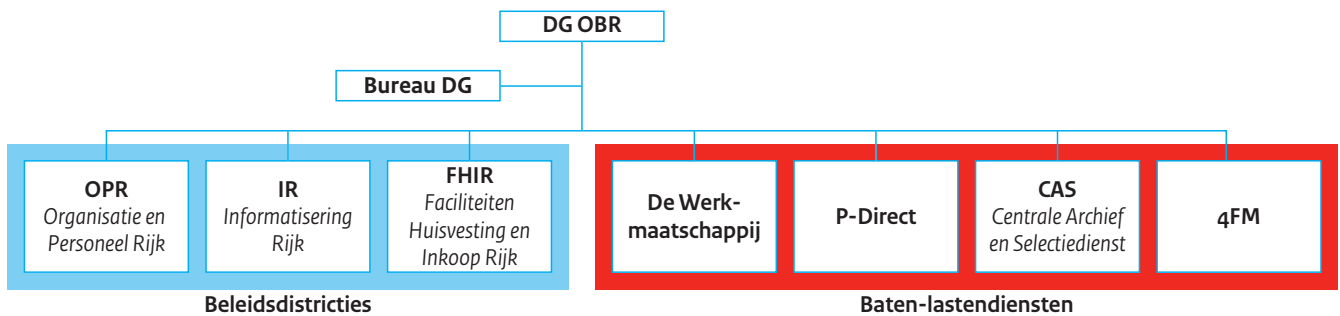 DG OBR
Bureau DG
OPR
Organisatie en
Personeel Rijk
IR
Informatisering
Rijk
FHIR
Faciliteiten
Huisvesting en
Inkoop Rijk
De Werk-
maatschappij
P-Direct
CAS
Centrale Archief
en Selectiedienst
4FM
Beleidsdistricties
Baten-lastendiensten